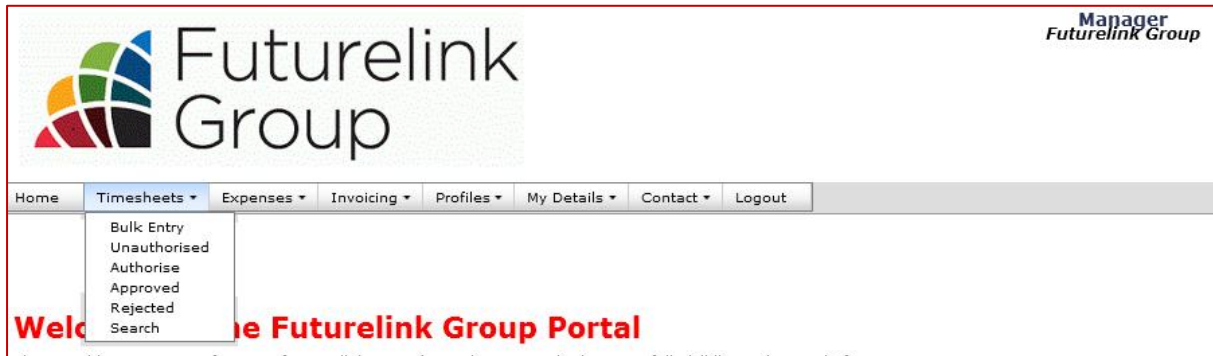 Futurelink
Group
Manager
Futurelink Group
Home Timesheets Expenses Invoicing Profiles My Details Contact Logout
Bulk Entry
Unauthorised
Authorise
Approved
Rejected
Search
Welc e Futurelink Group Portal